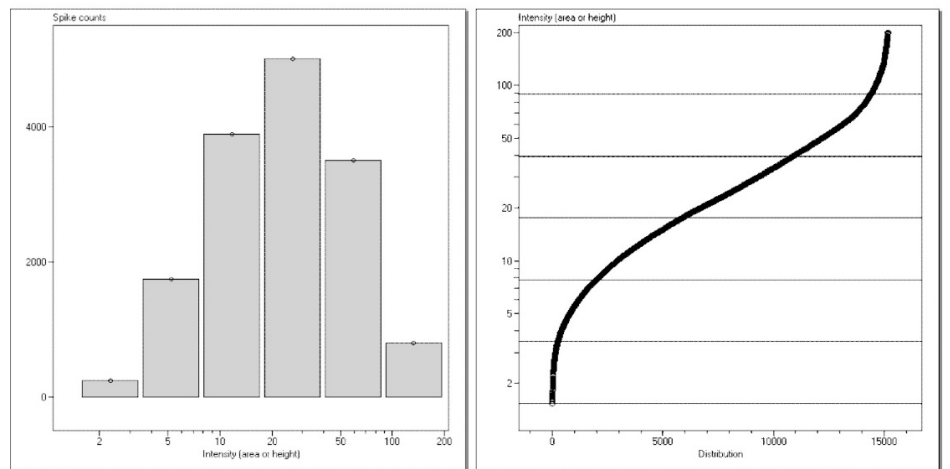 Spike counts
4000
2000
0
2 5 10 20 50 100 200
Intensity (area or height)
Intensity (area or height)
200
100
50
20
10
5
2
0 5000 10000 15000
Distribution